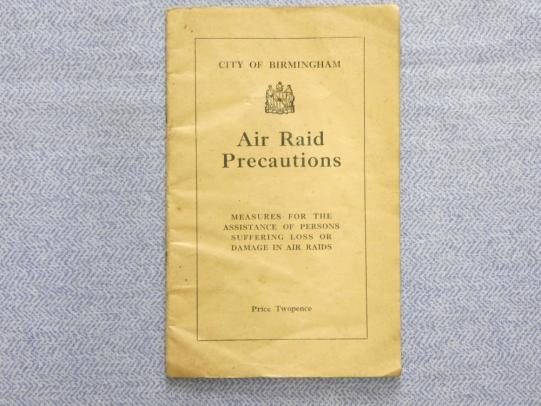 CITY OF BIRMINGHAM
Air Raid
Precautions
MEASURES FOR THE
ASSISTANCE OF PERSONS
SUFFERING LOSS OR
DAMAGE IN AIR RAIDS
Price Twopence